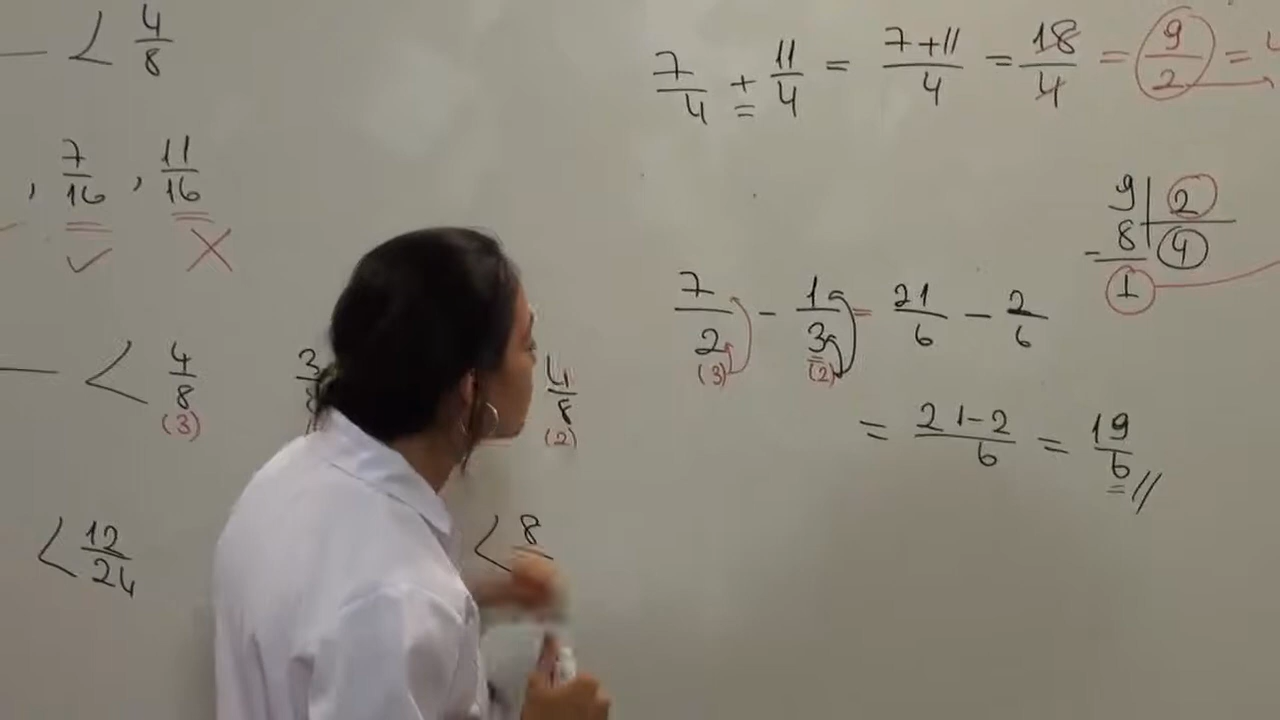 — < 4/8
, 7/16 , 11/16
— < 4/8
(3)
3/8
4/8
(2)
< 12/24
< 8
7/4 + 11/4 = 7+11/4 = 18/4 = 9/2 =
9 | 2
- 8 | 4
1
7/2 - 1/3 = 21/6 - 2/6
(3) (2)
= 21-2/6 = 19/6 //